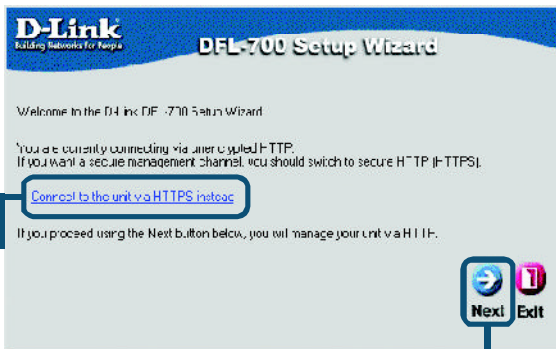 D-Link
Building Networks for People
DFL-700 Setup Wizard
Welcome to the D-Link DFL-700 Setup Wizard
You are currently connecting via unencrypted HTTP.
If you want a secure management channel, you should switch to secure HTTP (HTTPS).
Connect to the unit via HTTPS instead
If you proceed using the Next button below, you will manage your unit via HTTP.
Next Exit